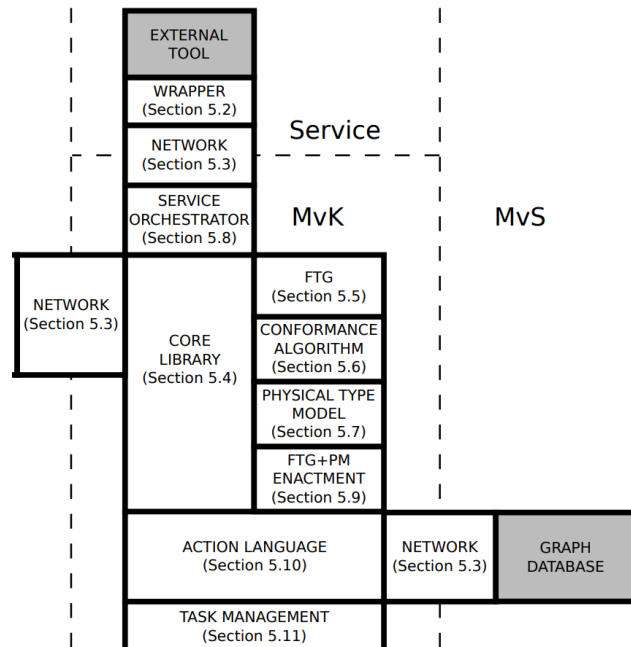 EXTERNAL
TOOL
WRAPPER
(Section 5.2)
Service
NETWORK
(Section 5.3)
SERVICE
ORCHESTRATOR
(Section 5.8)
MvK
MvS
NETWORK
(Section 5.3)
CORE
LIBRARY
(Section 5.4)
FTG
(Section 5.5)
CONFORMANCE
ALGORITHM
(Section 5.6)
PHYSICAL TYPE
MODEL
(Section 5.7)
FTG+PM
ENACTMENT
(Section 5.9)
ACTION LANGUAGE
(Section 5.10)
NETWORK
(Section 5.3)
GRAPH
DATABASE
TASK MANAGEMENT
(Section 5.11)